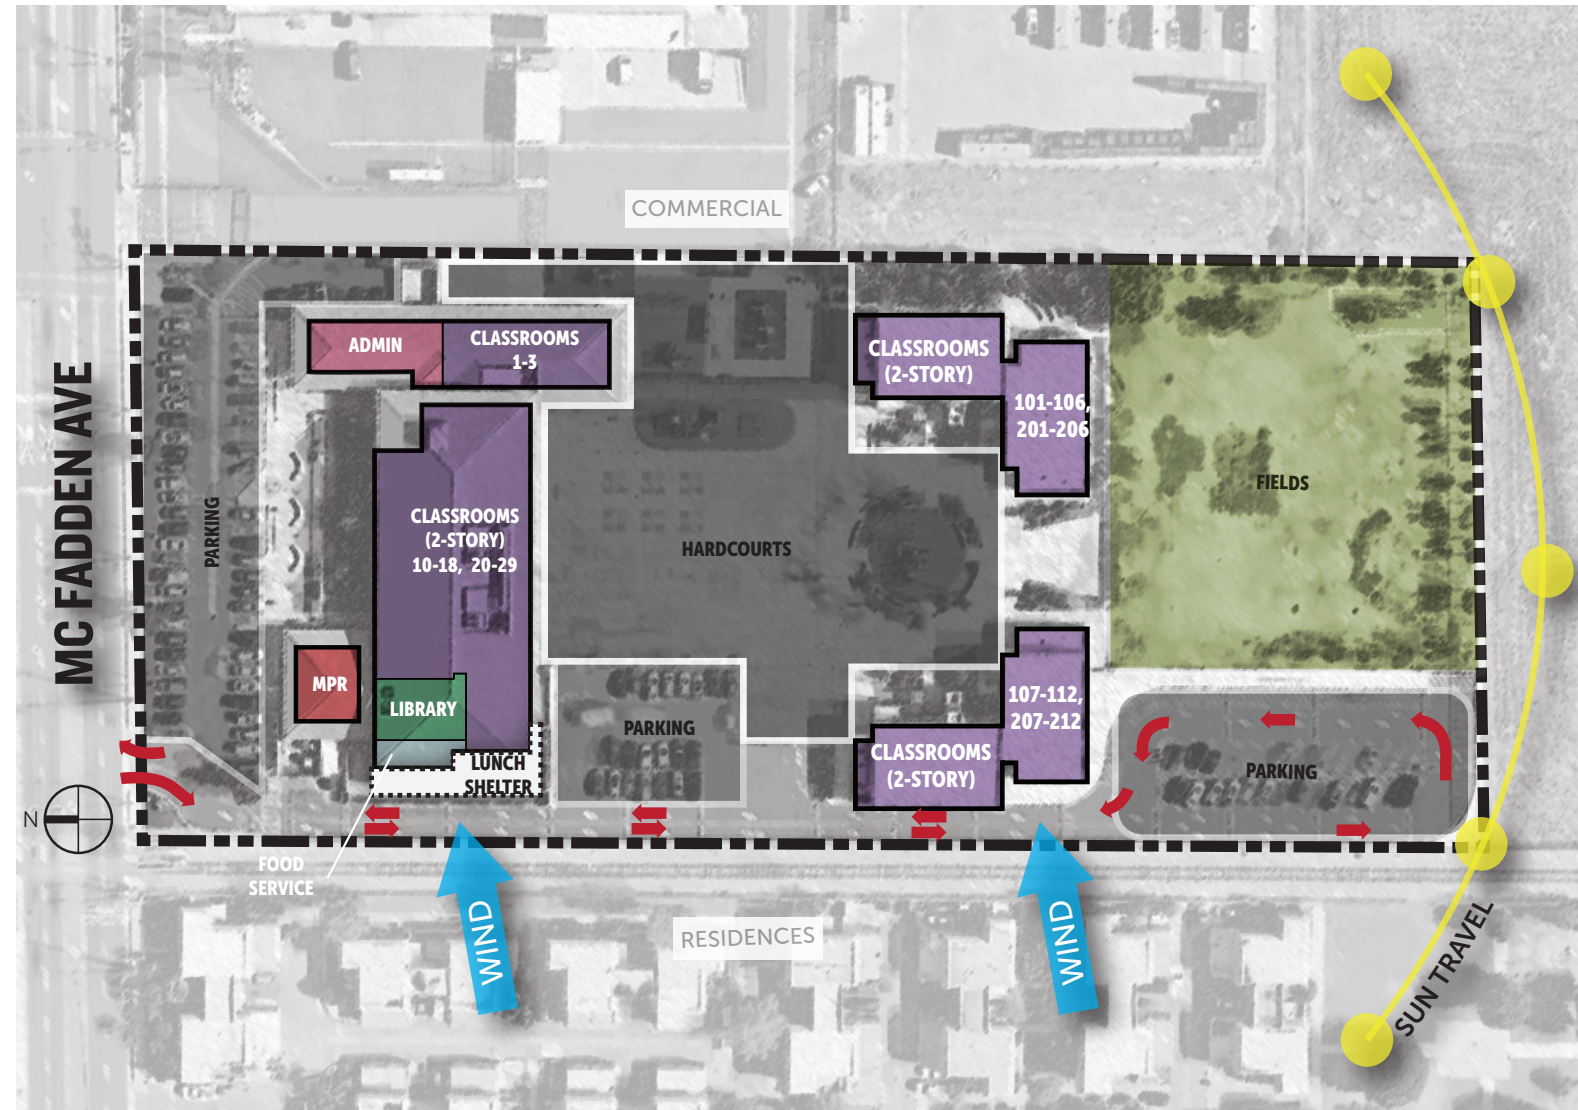 COMMERCIAL
ADMIN
CLASSROOMS
1-3
CLASSROOMS
(2-STORY)
101-106,
201-206
MC FADDEN AVE
PARKING
CLASSROOMS
(2-STORY)
10-18, 20-29
HARDCOURTS
FIELDS
MPR
LIBRARY
PARKING
107-112,
207-212
CLASSROOMS
(2-STORY)
PARKING
LUNCH
SHELTER
N
FOOD
SERVICE
WIND
RESIDENCES
WIND
SUN TRAVEL